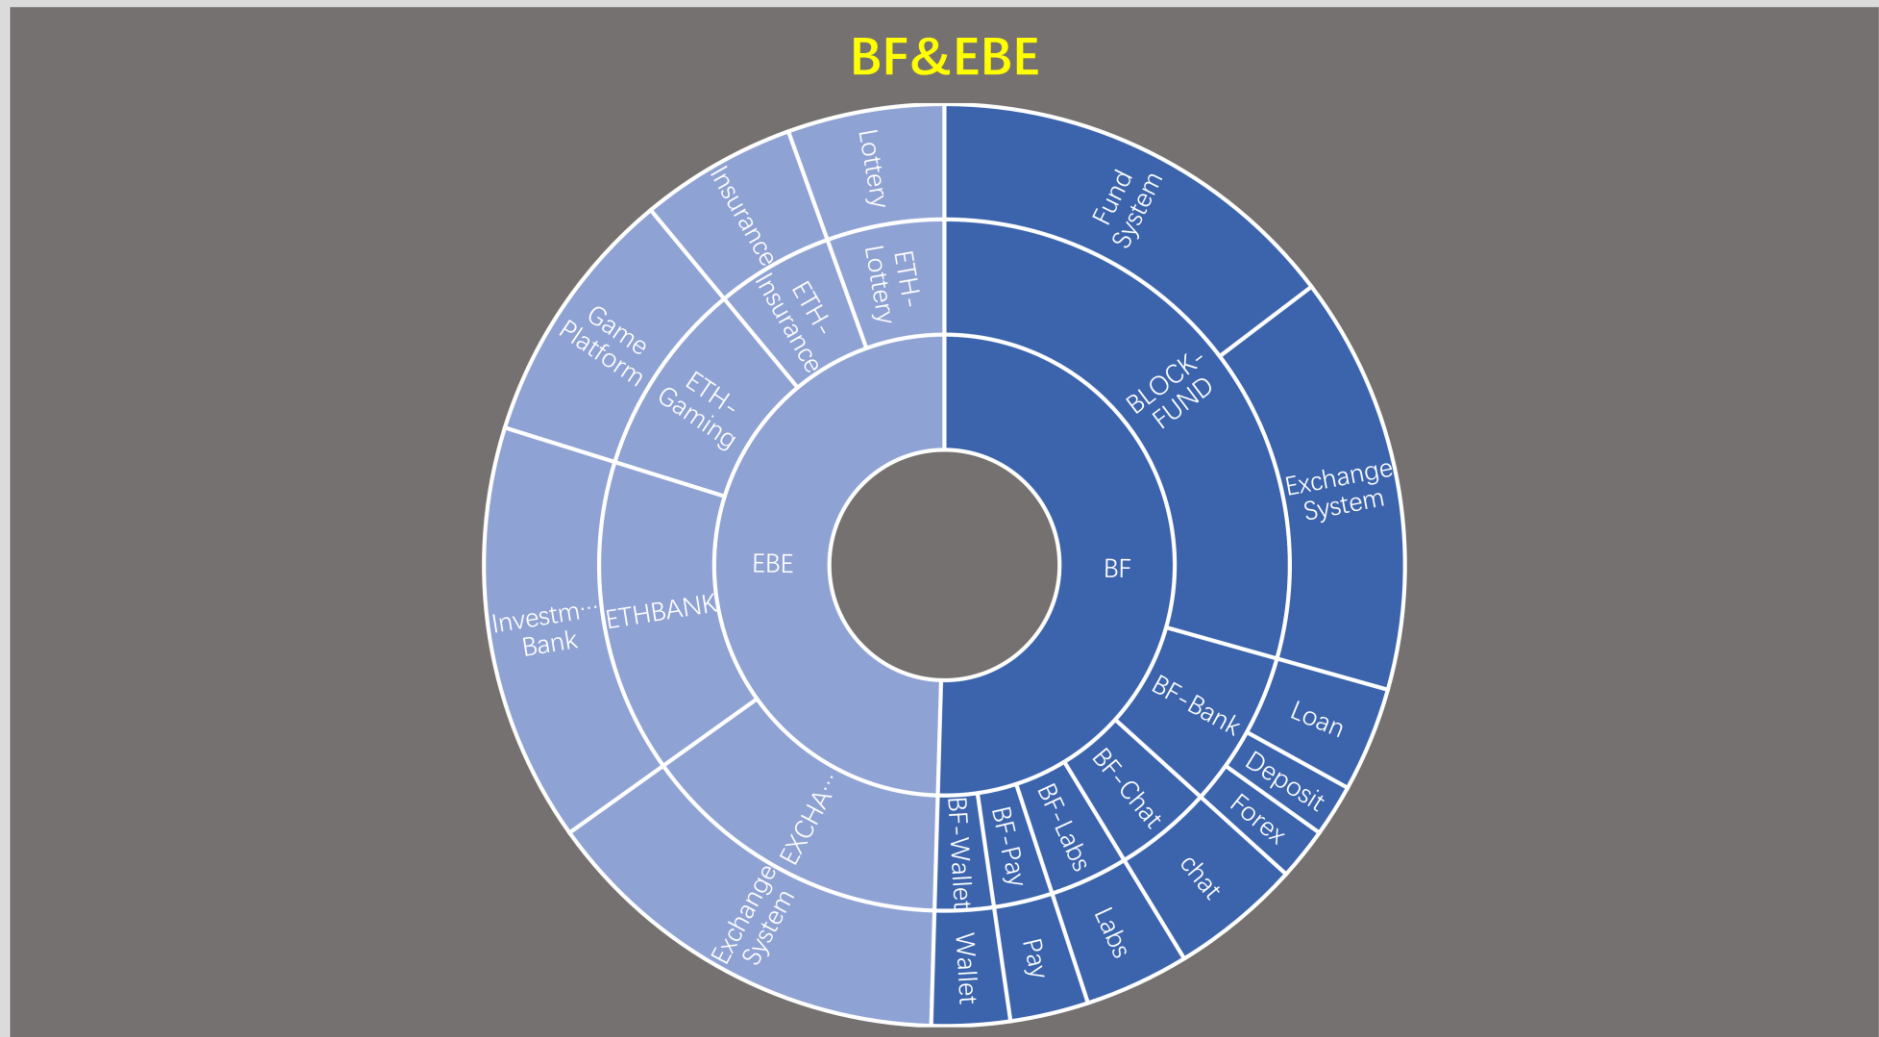 BF&EBE
Fund
System
Exchange
System
BLOCK-
FUND
BF
Loan
Deposit
Forex
BF-Bank
chat
BF-Chat
Labs
BF-Labs
Pay
BF-Pay
Wallet
BF-Wallet
EBE
Exchange
System
EXCHA…
Investm…
Bank
ETHBANK
Game
Platform
ETH-
Gaming
Insurance
ETH-
Insurance
Lottery
ETH-
Lottery